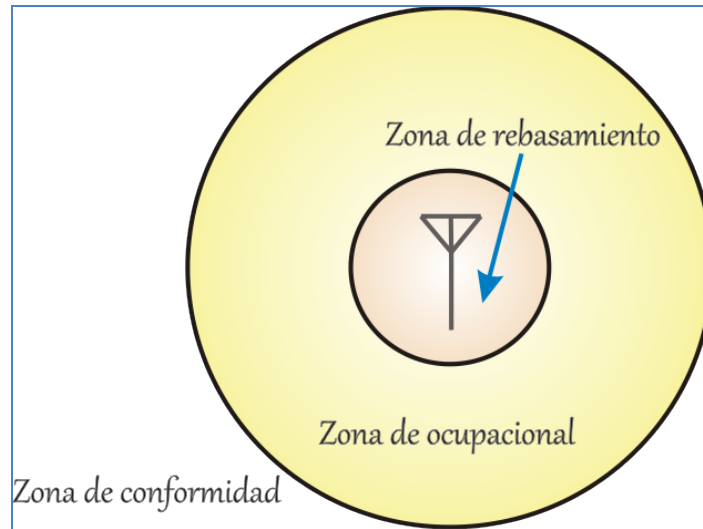 Zona de rebasamiento
Zona de ocupacional
Zona de conformidad